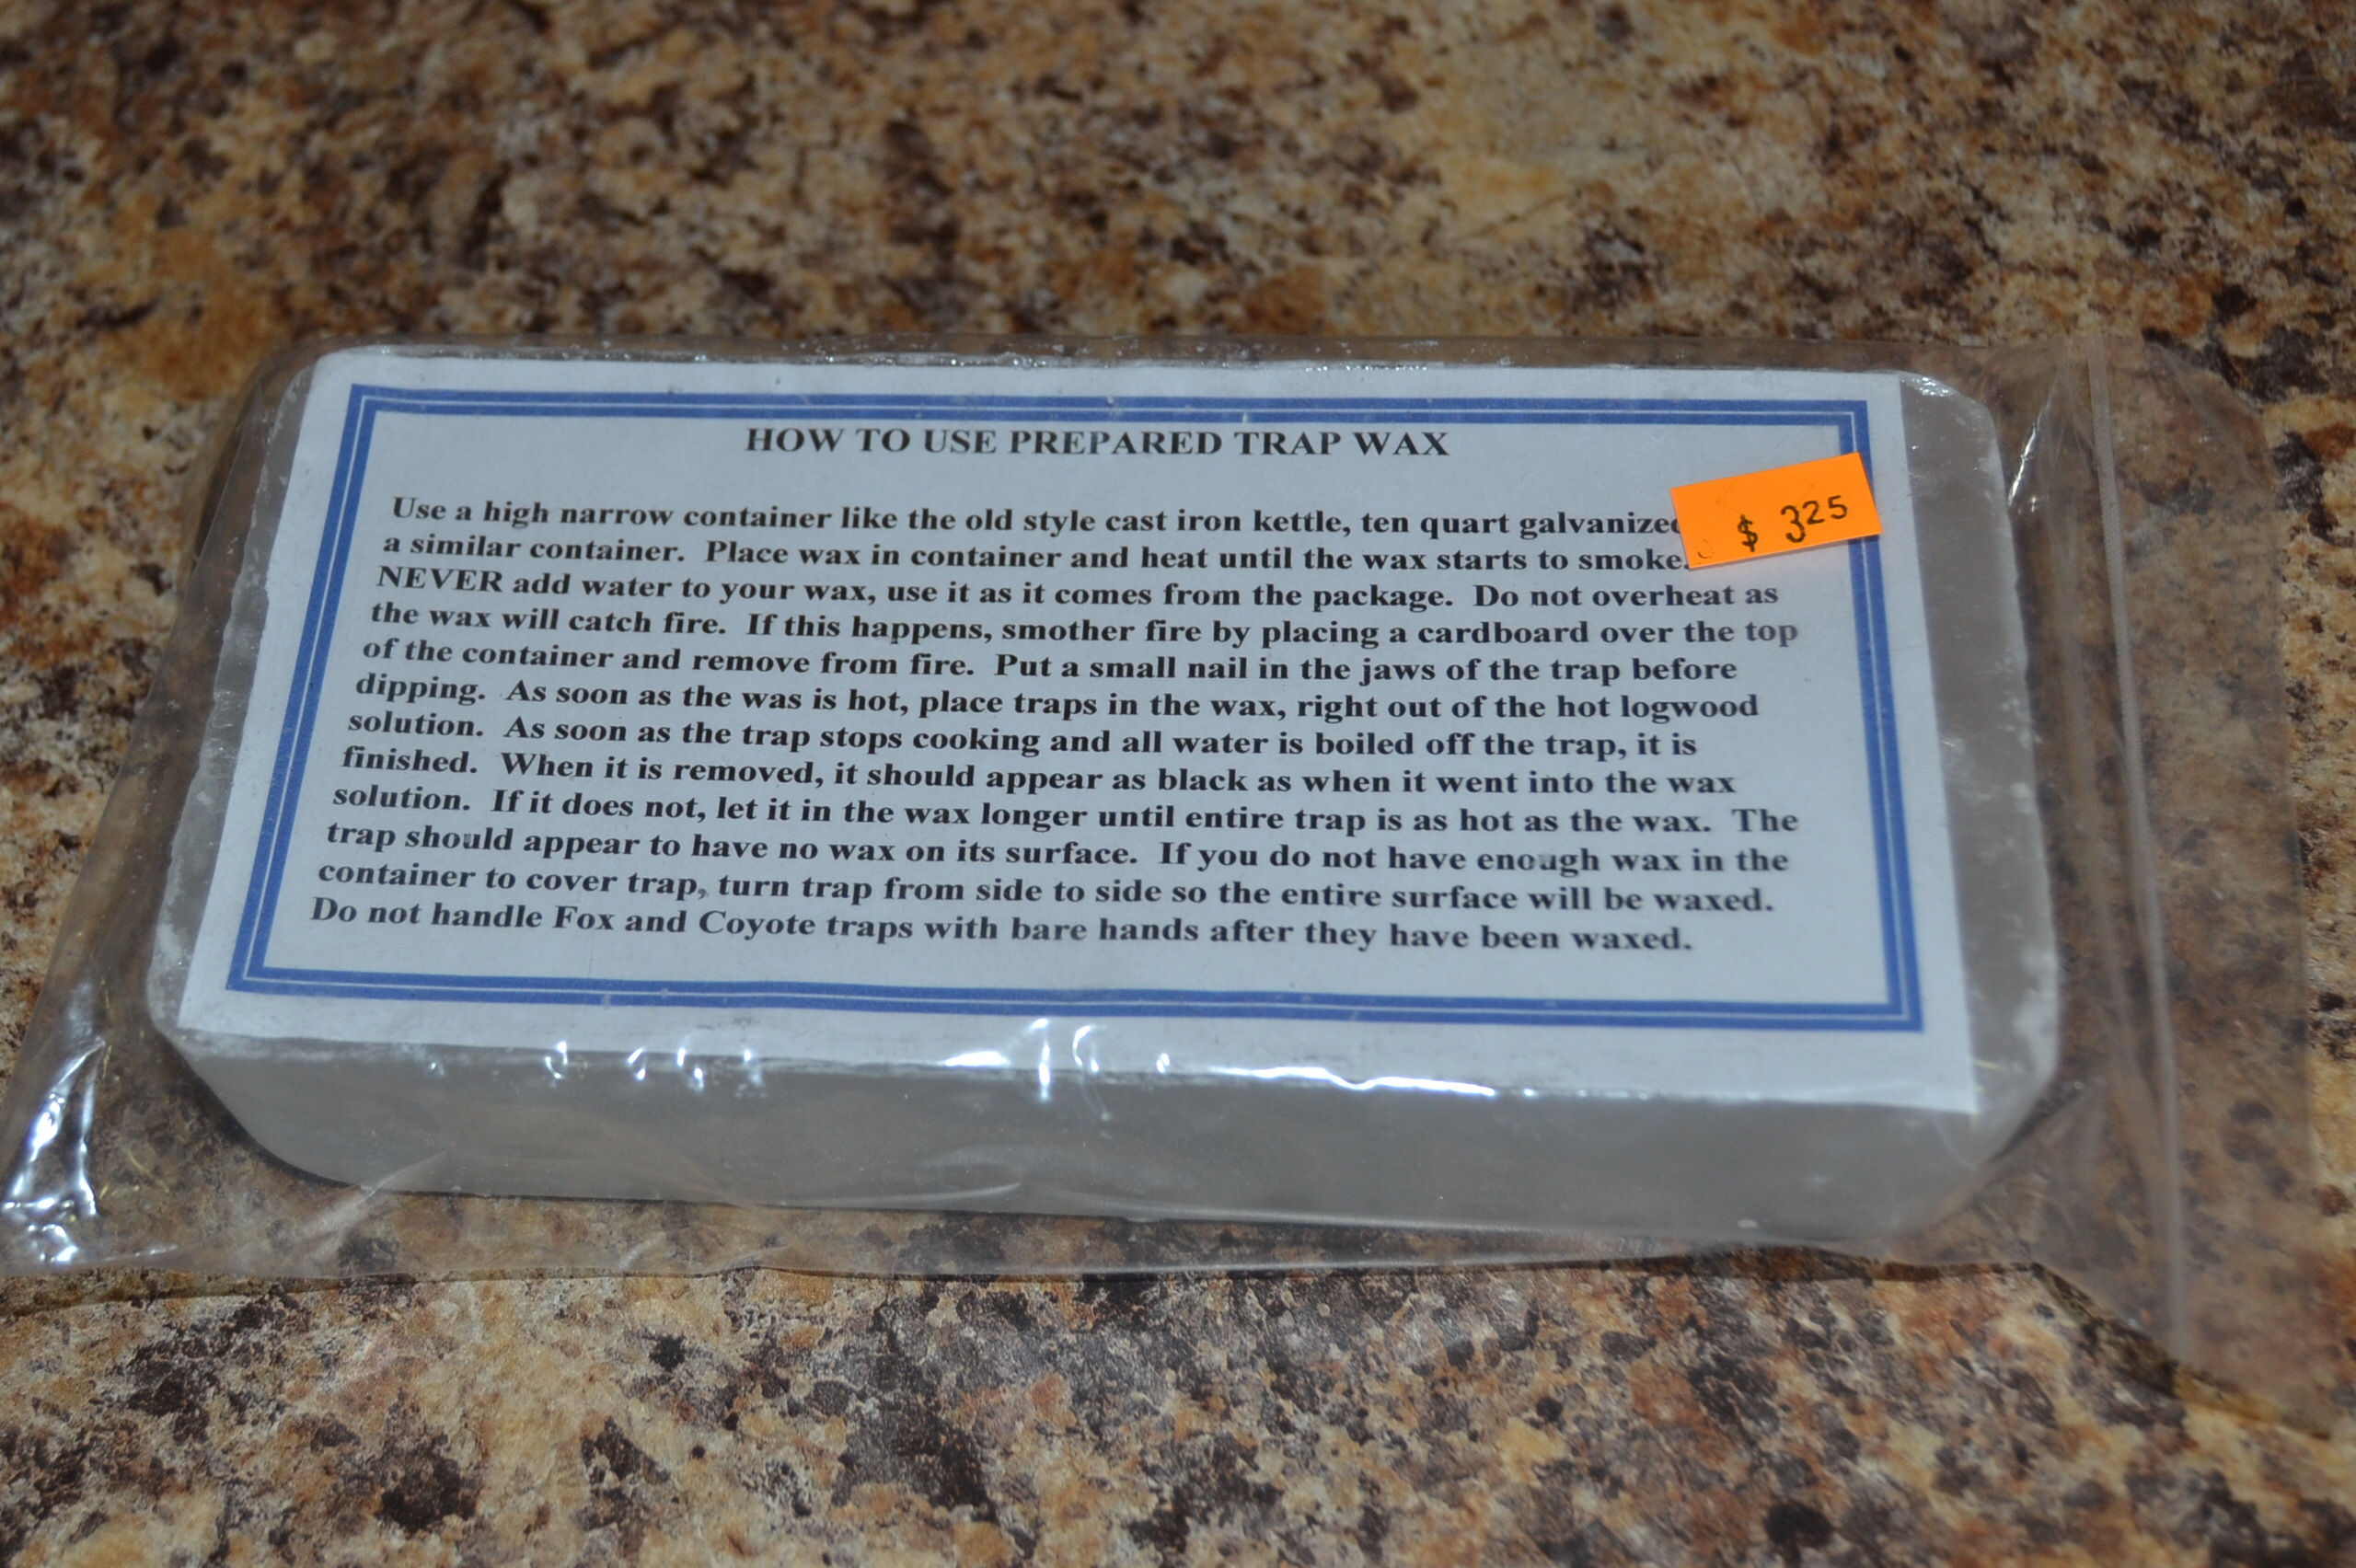 HOW TO USE PREPARED TRAP WAX
Use a high narrow container like the old style cast iron kettle, ten quart
$ 3.25
a similar container. Place wax in container and heat until the wax starts to smoke.
NEVER add water to your wax, use it as it comes from the package. Do not overheat as
the wax will catch fire. If this happens, smother fire by placing a cardboard over the top
of the container and remove from fire. Put a small nail in the jaws of the trap before
dipping. As soon as the was is hot, place traps in the wax, right out of the hot logwood
solution. As soon as the trap stops cooking and all water is boiled off the trap, it is
finished. When it is removed, it should appear as black as when it went into the wax
solution. If it does not, let it in the wax longer until entire trap is as hot as the wax. The
trap should appear to have no wax on its surface. If you do not have enough wax in the
container to cover trap, turn trap from side to side so the entire surface will be waxed.
Do not handle Fox and Coyote traps with bare hands after they have been waxed.